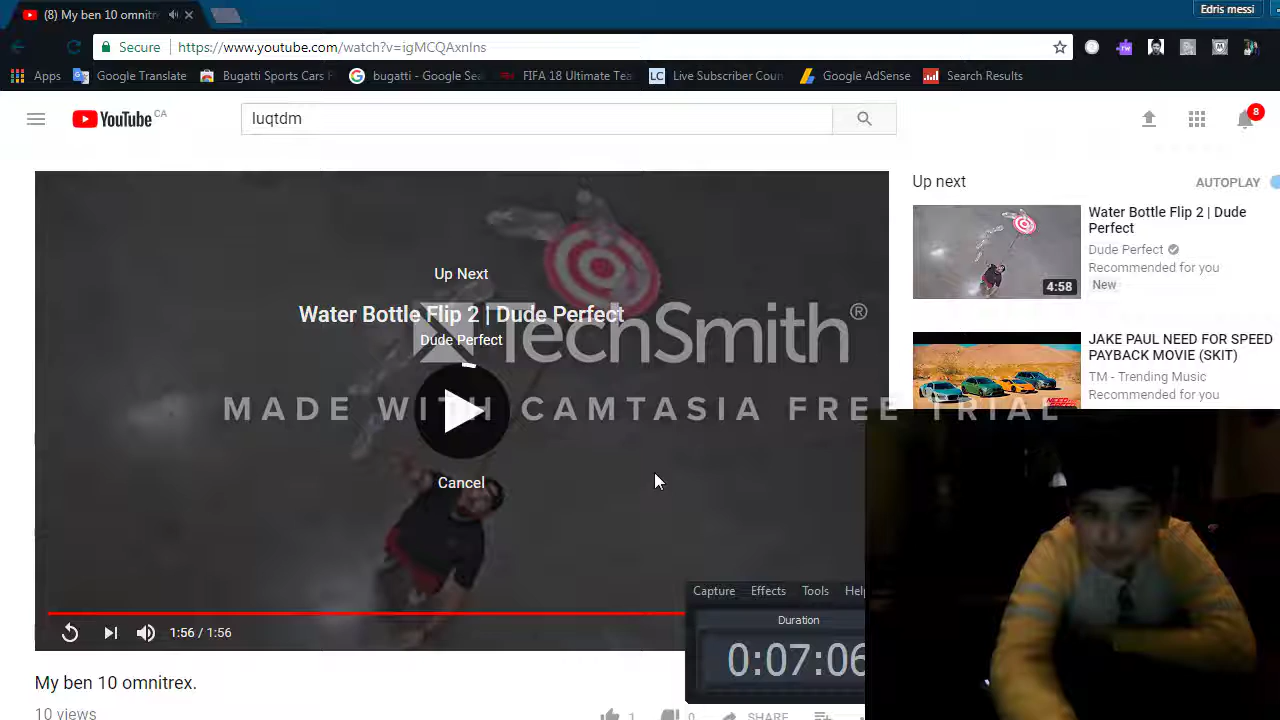 (8) My ben 10 omnitr
Edris messi
Secure https://www.youtube.com/watch?v=igMCQAxnIns
Apps Google Translate Bugatti Sports Cars F bugatti - Google Sea FIFA 18 Ultimate Tea LC Live Subscriber Coun Google AdSense Search Results
YouTube CA
luqtdm
8
Up next AUTOPLAY
Water Bottle Flip 2 | Dude
Perfect
Dude Perfect
Recommended for you
New
4:58
Up Next
Water Bottle Flip 2 | Dude Perfect
Dude Perfect
TechSmith®
MADE WITH CAMTASIA FREE TRIAL
Cancel
JAKE PAUL NEED FOR SPEED
PAYBACK MOVIE (SKIT)
TM - Trending Music
Recommended for you
Capture Effects Tools Help
Duration
0:07:06
1:56 / 1:56
My ben 10 omnitrex.
10 views
1 0 SHARE